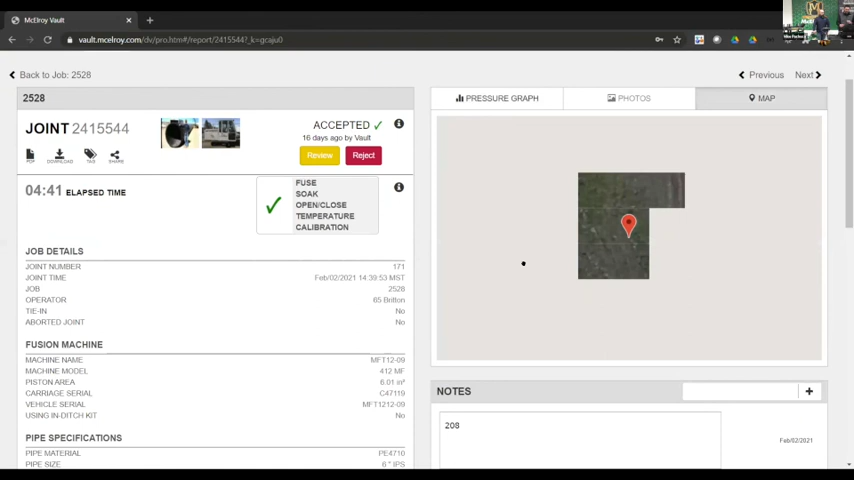 McElroy Vault
vault.mcelroy.com/dv/pro.htm#/report/2415544?_k=gcaju0
Back to Job: 2528
Previous Next
2528
JOINT 2415544
PDF DOWNLOAD TAG SHARE
ACCEPTED
16 days ago by Vault
Review Reject
04:41 ELAPSED TIME
FUSE
SOAK
OPEN/CLOSE
TEMPERATURE
CALIBRATION
JOB DETAILS
JOINT NUMBER 171
JOINT TIME Feb/02/2021 14:39:53 MST
JOB 2528
OPERATOR 65 Britton
TIE-IN No
ABORTED JOINT No
FUSION MACHINE
MACHINE NAME MFT12-09
MACHINE MODEL 412 MF
PISTON AREA 6.01 in²
CARRIAGE SERIAL C47119
VEHICLE SERIAL MFT1212-09
USING IN-DITCH KIT No
PIPE SPECIFICATIONS
PIPE MATERIAL PE4710
PIPE SIZE 6 " IPS
PRESSURE GRAPH PHOTOS MAP
NOTES
208
Feb/02/2021